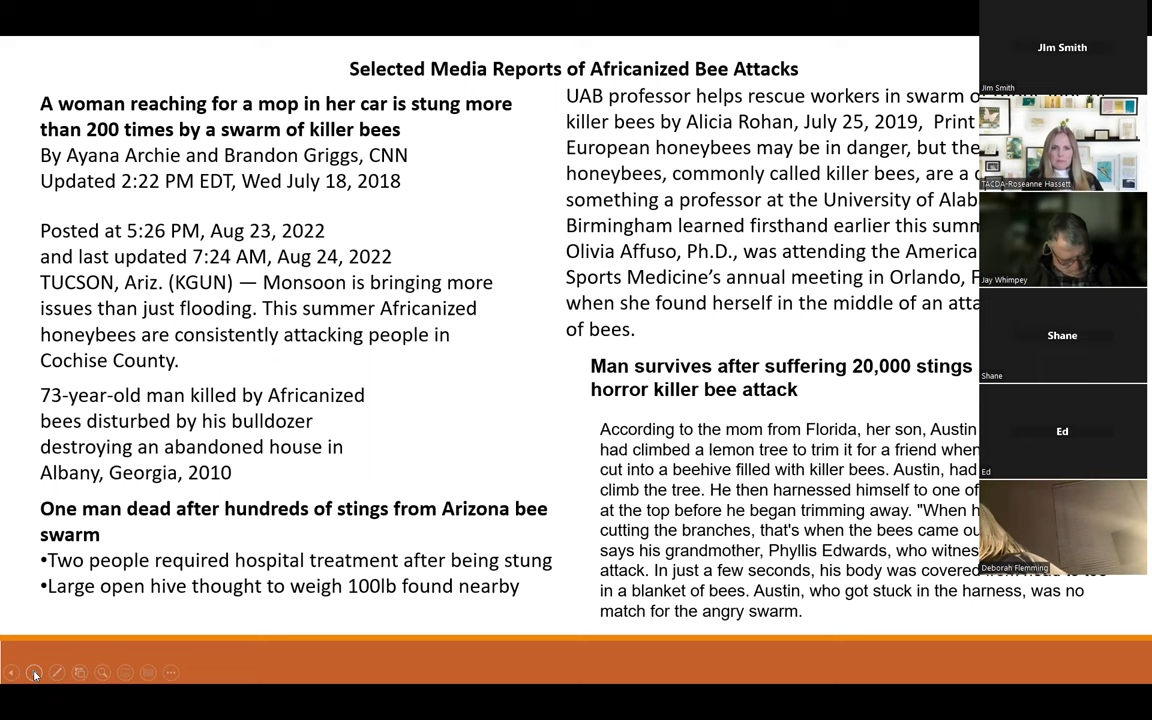 Selected Media Reports of Africanized Bee Attacks
A woman reaching for a mop in her car is stung more
than 200 times by a swarm of killer bees
By Ayana Archie and Brandon Griggs, CNN
Updated 2:22 PM EDT, Wed July 18, 2018
Posted at 5:26 PM, Aug 23, 2022
and last updated 7:24 AM, Aug 24, 2022
TUCSON, Ariz. (KGUN) — Monsoon is bringing more
issues than just flooding. This summer Africanized
honeybees are consistently attacking people in
Cochise County.
73-year-old man killed by Africanized
bees disturbed by his bulldozer
destroying an abandoned house in
Albany, Georgia, 2010
One man dead after hundreds of stings from Arizona bee
swarm
•Two people required hospital treatment after being stung
•Large open hive thought to weigh 100lb found nearby
UAB professor helps rescue workers in swarm
killer bees by Alicia Rohan, July 25, 2019, Print
European honeybees may be in danger, but the
honeybees, commonly called killer bees, are a
something a professor at the University of Alab
Birmingham learned firsthand earlier this summ
Olivia Affuso, Ph.D., was attending the America
Sports Medicine's annual meeting in Orlando, F
when she found herself in the middle of an atta
of bees.
Man survives after suffering 20,000 stings
horror killer bee attack
According to the mom from Florida, her son, Austin
had climbed a lemon tree to trim it for a friend when
cut into a beehive filled with killer bees. Austin, had
climb the tree. He then harnessed himself to one of
at the top before he began trimming away. "When h
cutting the branches, that's when the bees came ou
says his grandmother, Phyllis Edwards, who witnes
attack. In just a few seconds, his body was covered
in a blanket of bees. Austin, who got stuck in the harness, was no
match for the angry swarm.
JIm Smith
JIm Smith
TACDA-Roseanne Hassett
Jay Whimpey
Shane
Shane
Ed
Ed
Deborah Flemming